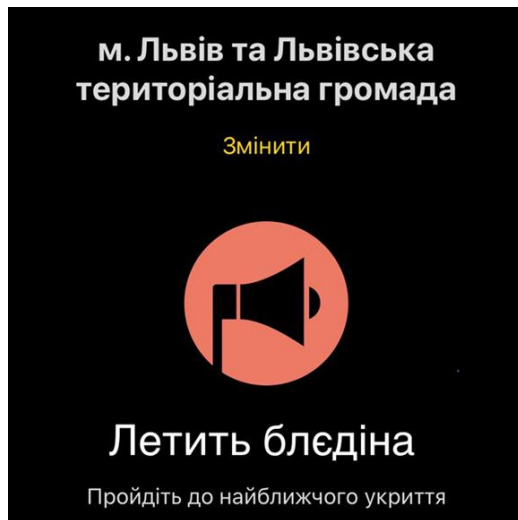 м. Львів та Львівська
територіальна громада
Змінити
Летить блєдіна
Пройдіть до найближчого укриття